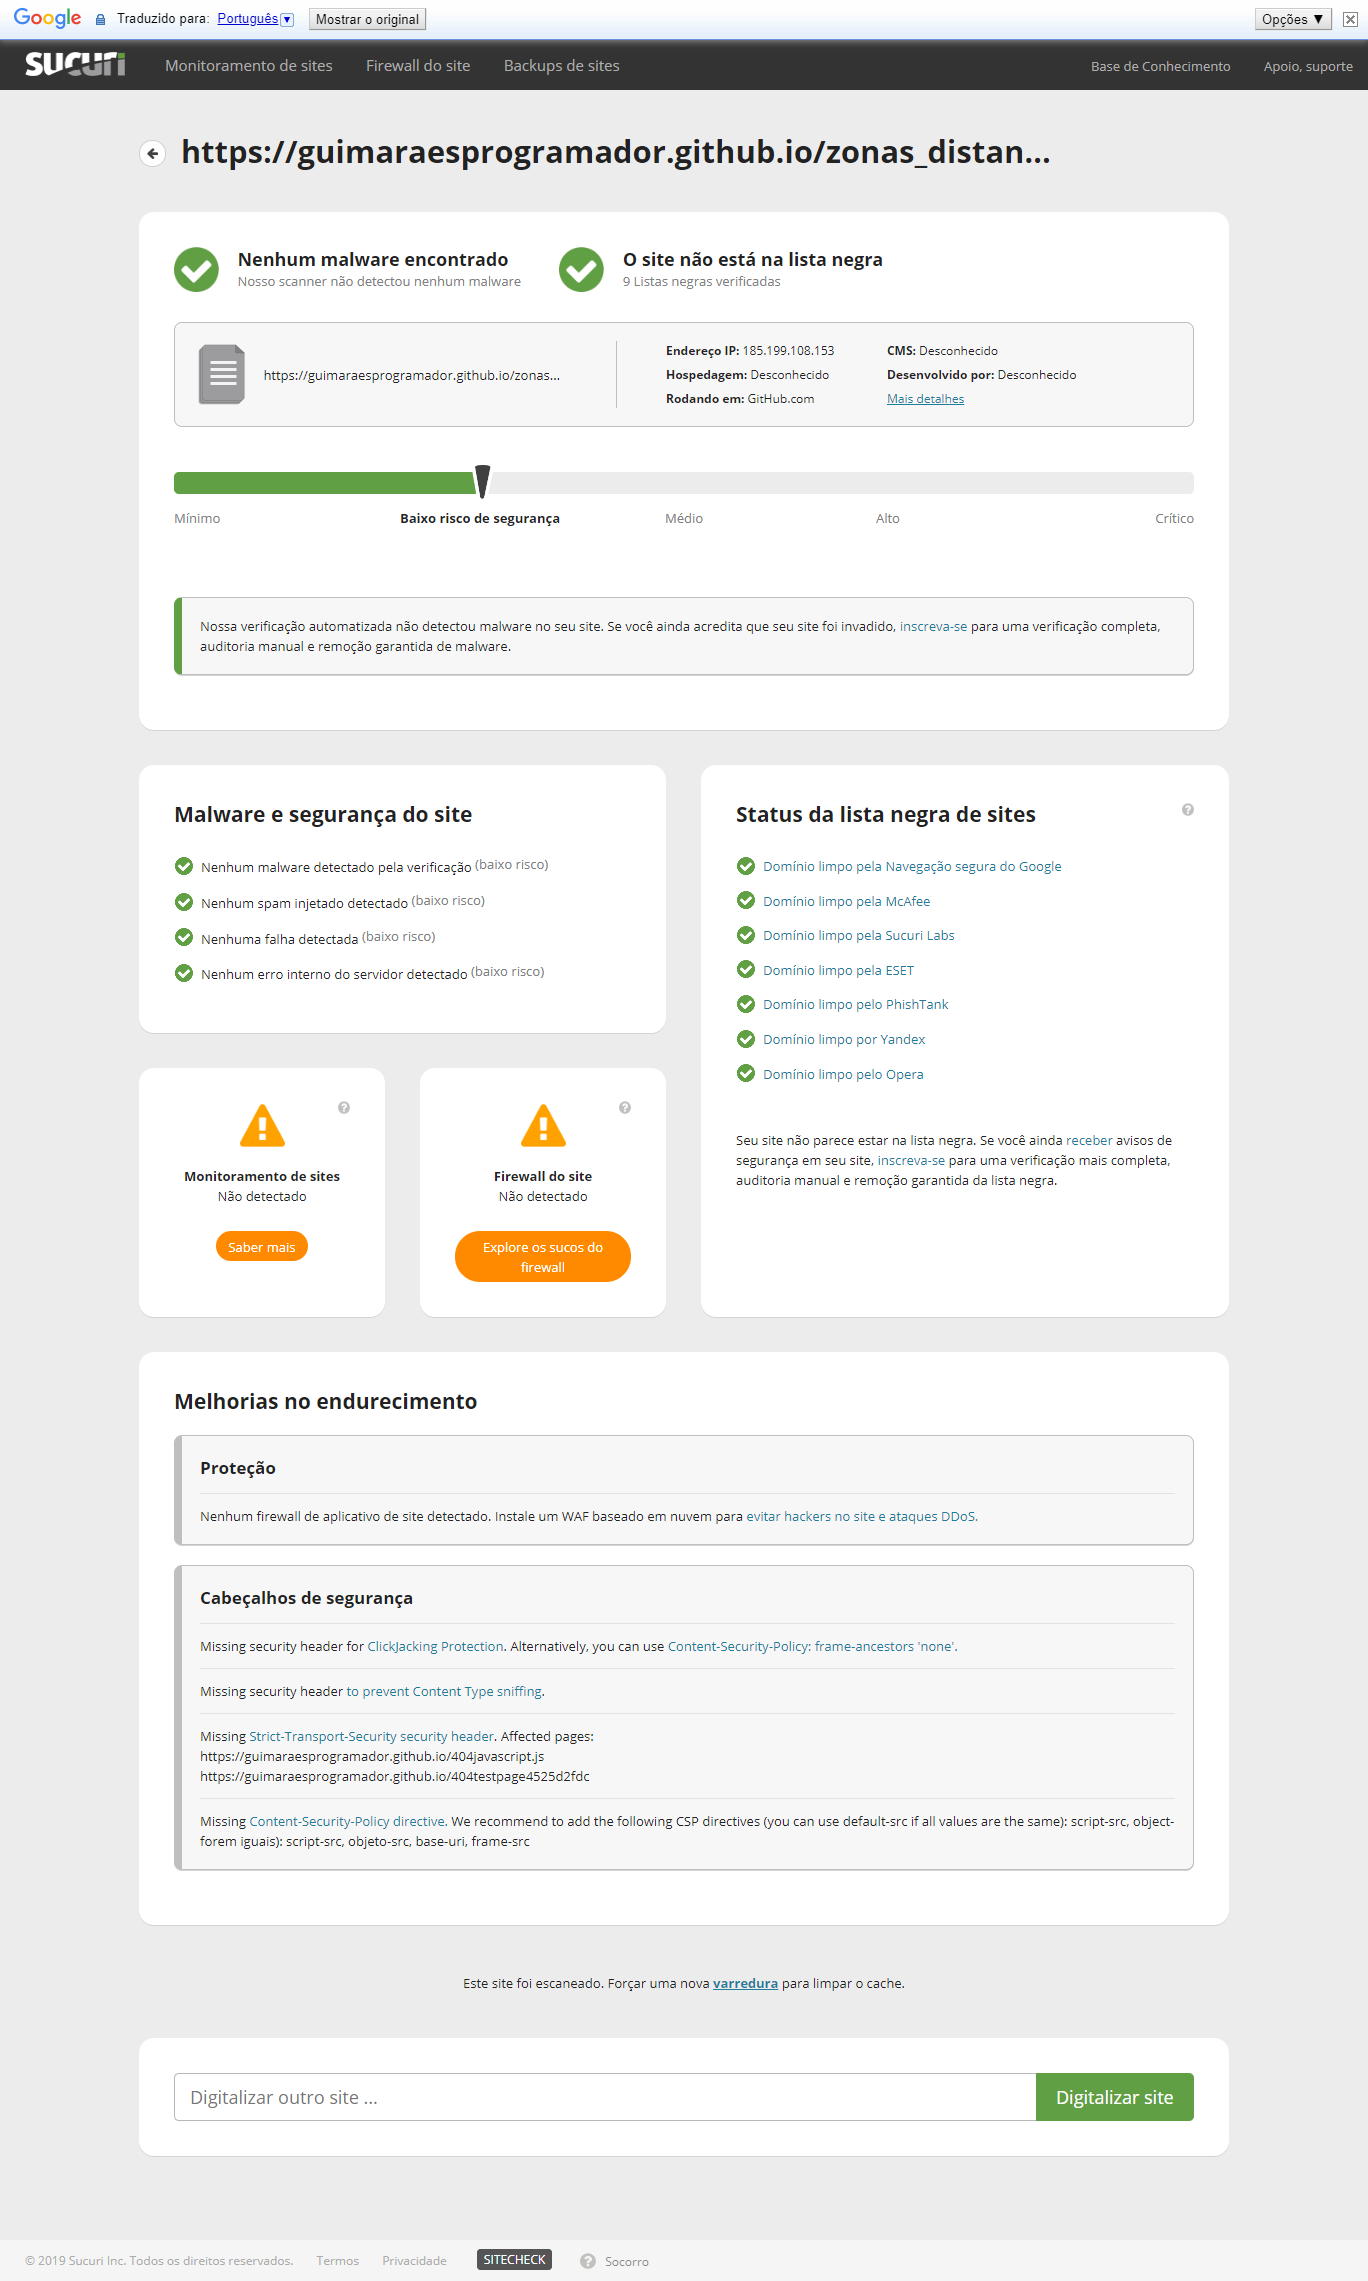 Google Traduzido para: Português Mostrar o original Opções ▼
sucuri Monitoramento de sites Firewall do site Backups de sites Base de Conhecimento Apoio, suporte
https://guimaraesprogramador.github.io/zonas_distan...
Nenhum malware encontrado
Nosso scanner não detectou nenhum malware
O site não está na lista negra
9 Listas negras verificadas
https://guimaraesprogramador.github.io/zonas...
Endereço IP: 185.199.108.153
Hospedagem: Desconhecido
Rodando em: GitHub.com
CMS: Desconhecido
Desenvolvido por: Desconhecido
Mais detalhes
Mínimo Baixo risco de segurança Médio Alto Crítico
Nossa verificação automatizada não detectou malware no seu site. Se você ainda acredita que seu site foi invadido, inscreva-se para uma verificação completa,
auditoria manual e remoção garantida de malware.
Malware e segurança do site
Nenhum malware detectado pela verificação (baixo risco)
Nenhum spam injetado detectado (baixo risco)
Nenhuma falha detectada (baixo risco)
Nenhum erro interno do servidor detectado (baixo risco)
Monitoramento de sites
Não detectado
Saber mais
Firewall do site
Não detectado
Explore os sucos do
firewall
Status da lista negra de sites
Domínio limpo pela Navegação segura do Google
Domínio limpo pela McAfee
Domínio limpo pela Sucuri Labs
Domínio limpo pela ESET
Domínio limpo pelo PhishTank
Domínio limpo por Yandex
Domínio limpo pelo Opera
Seu site não parece estar na lista negra. Se você ainda receber avisos de
segurança em seu site, inscreva-se para uma verificação mais completa,
auditoria manual e remoção garantida da lista negra.
Melhorias no endurecimento
Proteção
Nenhum firewall de aplicativo de site detectado. Instale um WAF baseado em nuvem para evitar hackers no site e ataques DDoS.
Cabeçalhos de segurança
Missing security header for ClickJacking Protection. Alternatively, you can use Content-Security-Policy: frame-ancestors 'none'.
Missing security header to prevent Content Type sniffing.
Missing Strict-Transport-Security security header. Affected pages:
https://guimaraesprogramador.github.io/404javascript.js
https://guimaraesprogramador.github.io/404testpage4525d2fdc
Missing Content-Security-Policy directive. We recommend to add the following CSP directives (you can use default-src if all values are the same): script-src, object-
forem iguais): script-src, objeto-src, base-uri, frame-src
Este site foi escaneado. Forçar uma nova varredura para limpar o cache.
Digitalizar outro site ... Digitalizar site
© 2019 Sucuri Inc. Todos os direitos reservados. Termos Privacidade SITECHECK ? Socorro